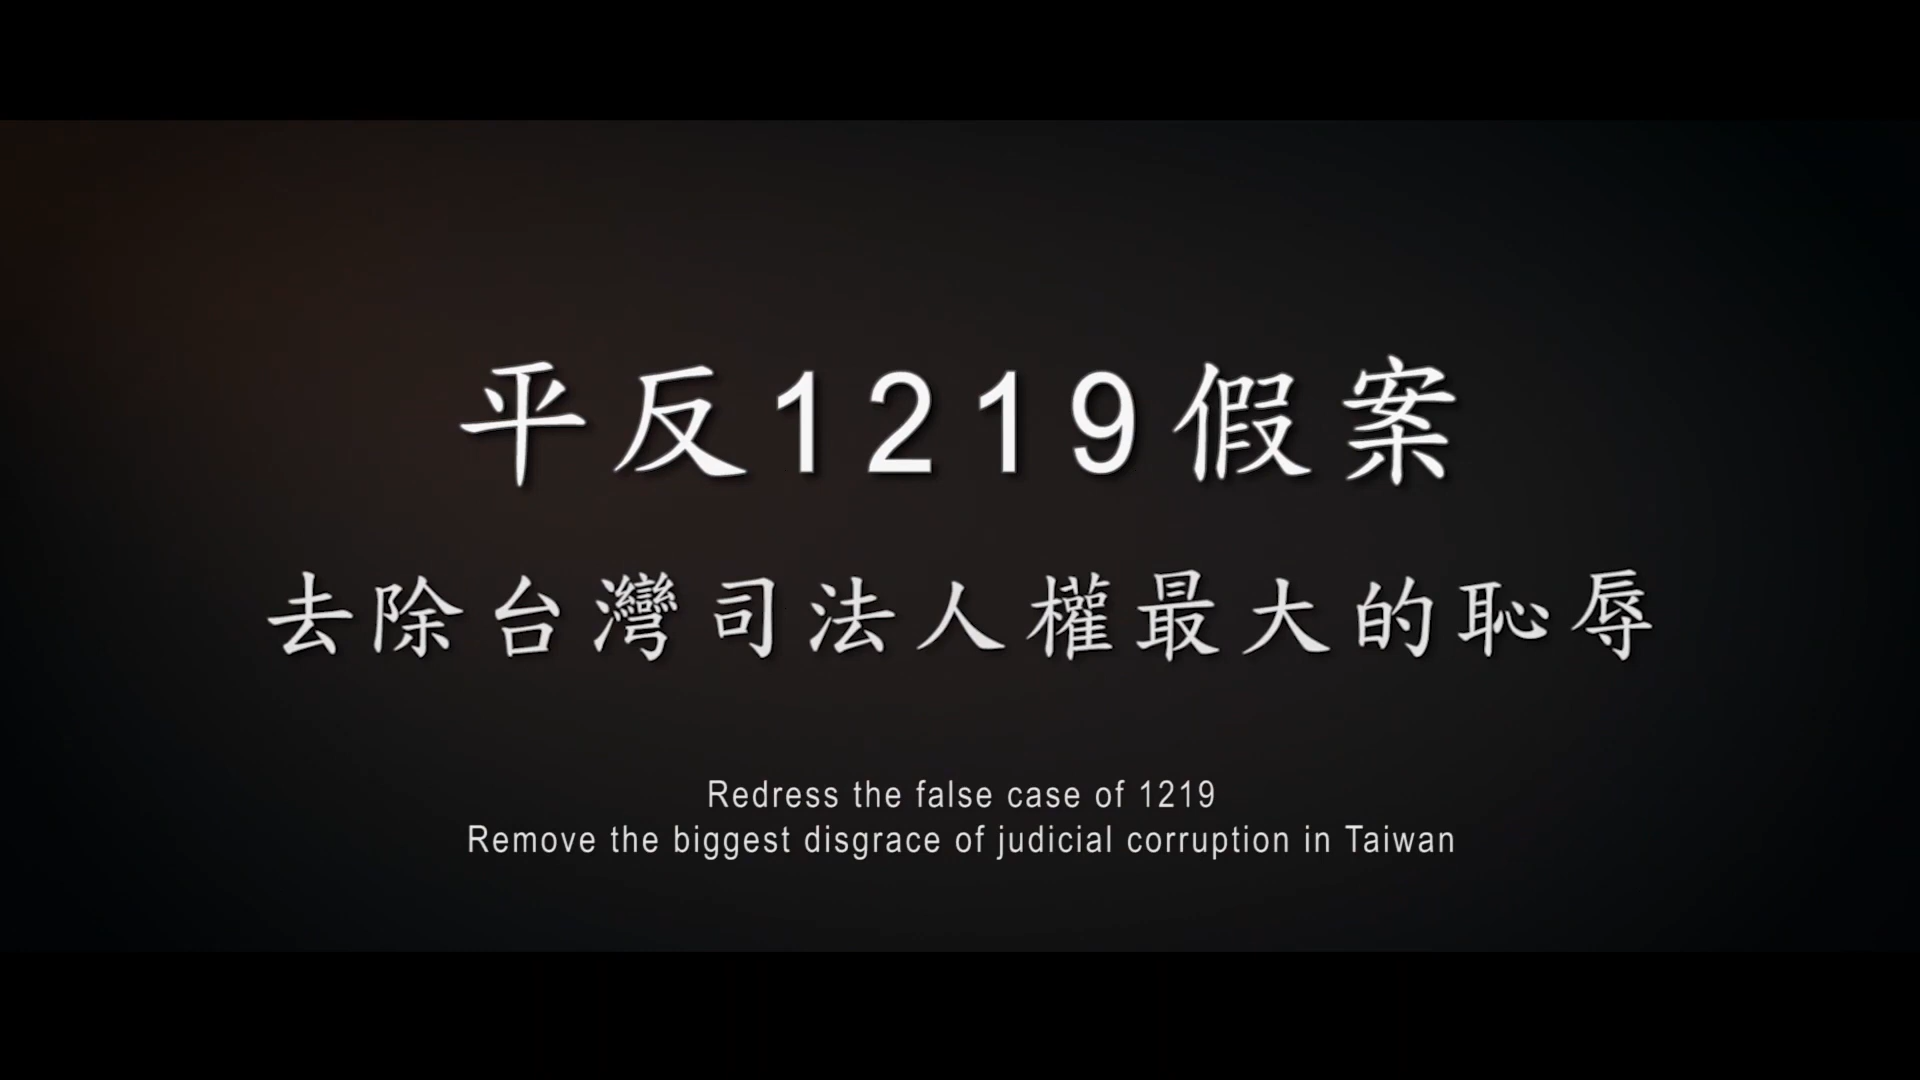 平反1219假案
去除台灣司法人權最大的恥辱
Redress the false case of 1219
Remove the biggest disgrace of judicial corruption in Taiwan